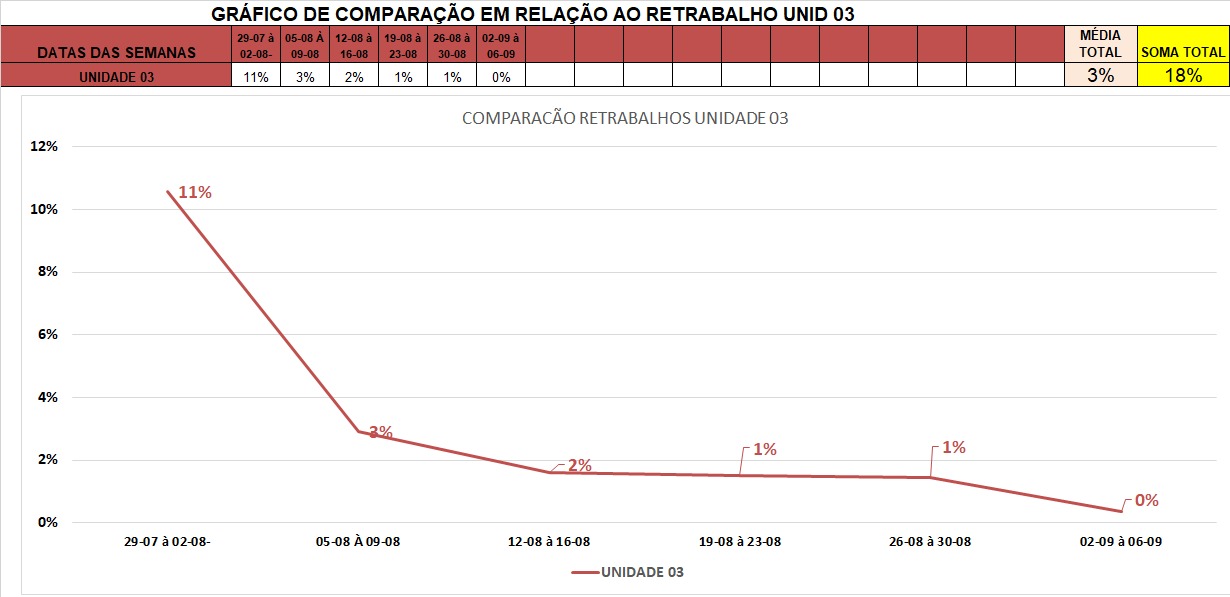 GRÁFICO DE COMPARAÇÃO EM RELAÇÃO AO RETRABALHO UNID 03
DATAS DAS SEMANAS 29-07 à 02-08- 05-08 À 09-08 12-08 à 16-08 19-08 à 23-08 26-08 à 30-08 02-09 à 06-09 MÉDIA TOTAL SOMA TOTAL
UNIDADE 03 11% 3% 2% 1% 1% 0% 3% 18%
COMPARACÃO RETRABALHOS UNIDADE 03
12%
10%
8%
6%
4%
2%
0%
11%
3%
2%
1%
1%
0%
29-07 à 02-08- 05-08 À 09-08 12-08 à 16-08 19-08 à 23-08 26-08 à 30-08 02-09 à 06-09
UNIDADE 03